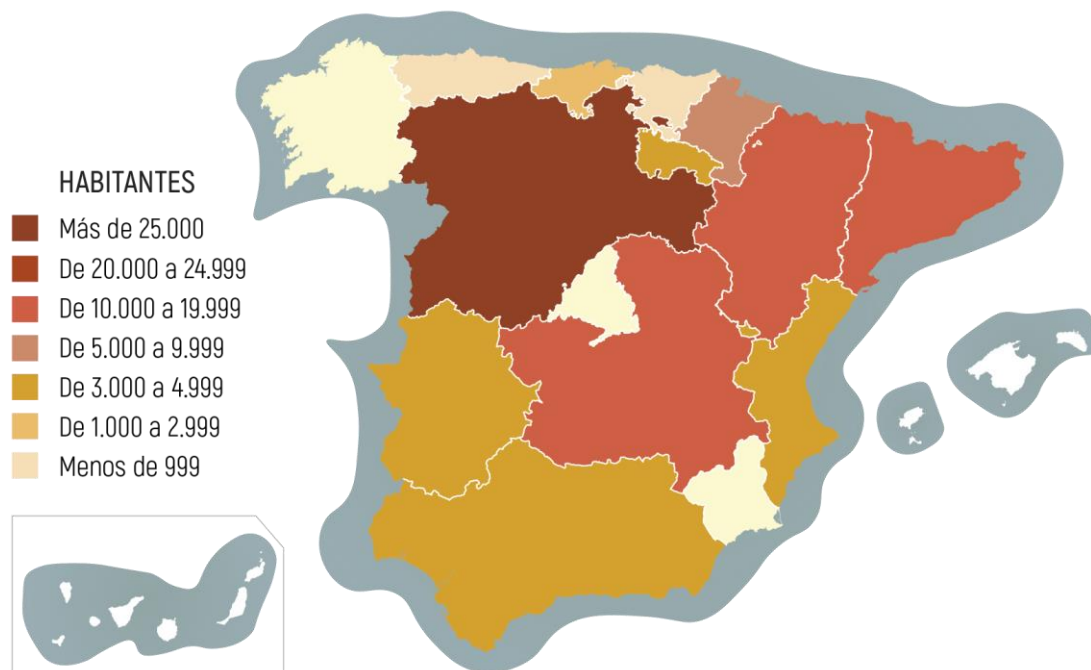 HABITANTES
Más de 25.000
De 20.000 a 24.999
De 10.000 a 19.999
De 5.000 a 9.999
De 3.000 a 4.999
De 1.000 a 2.999
Menos de 999